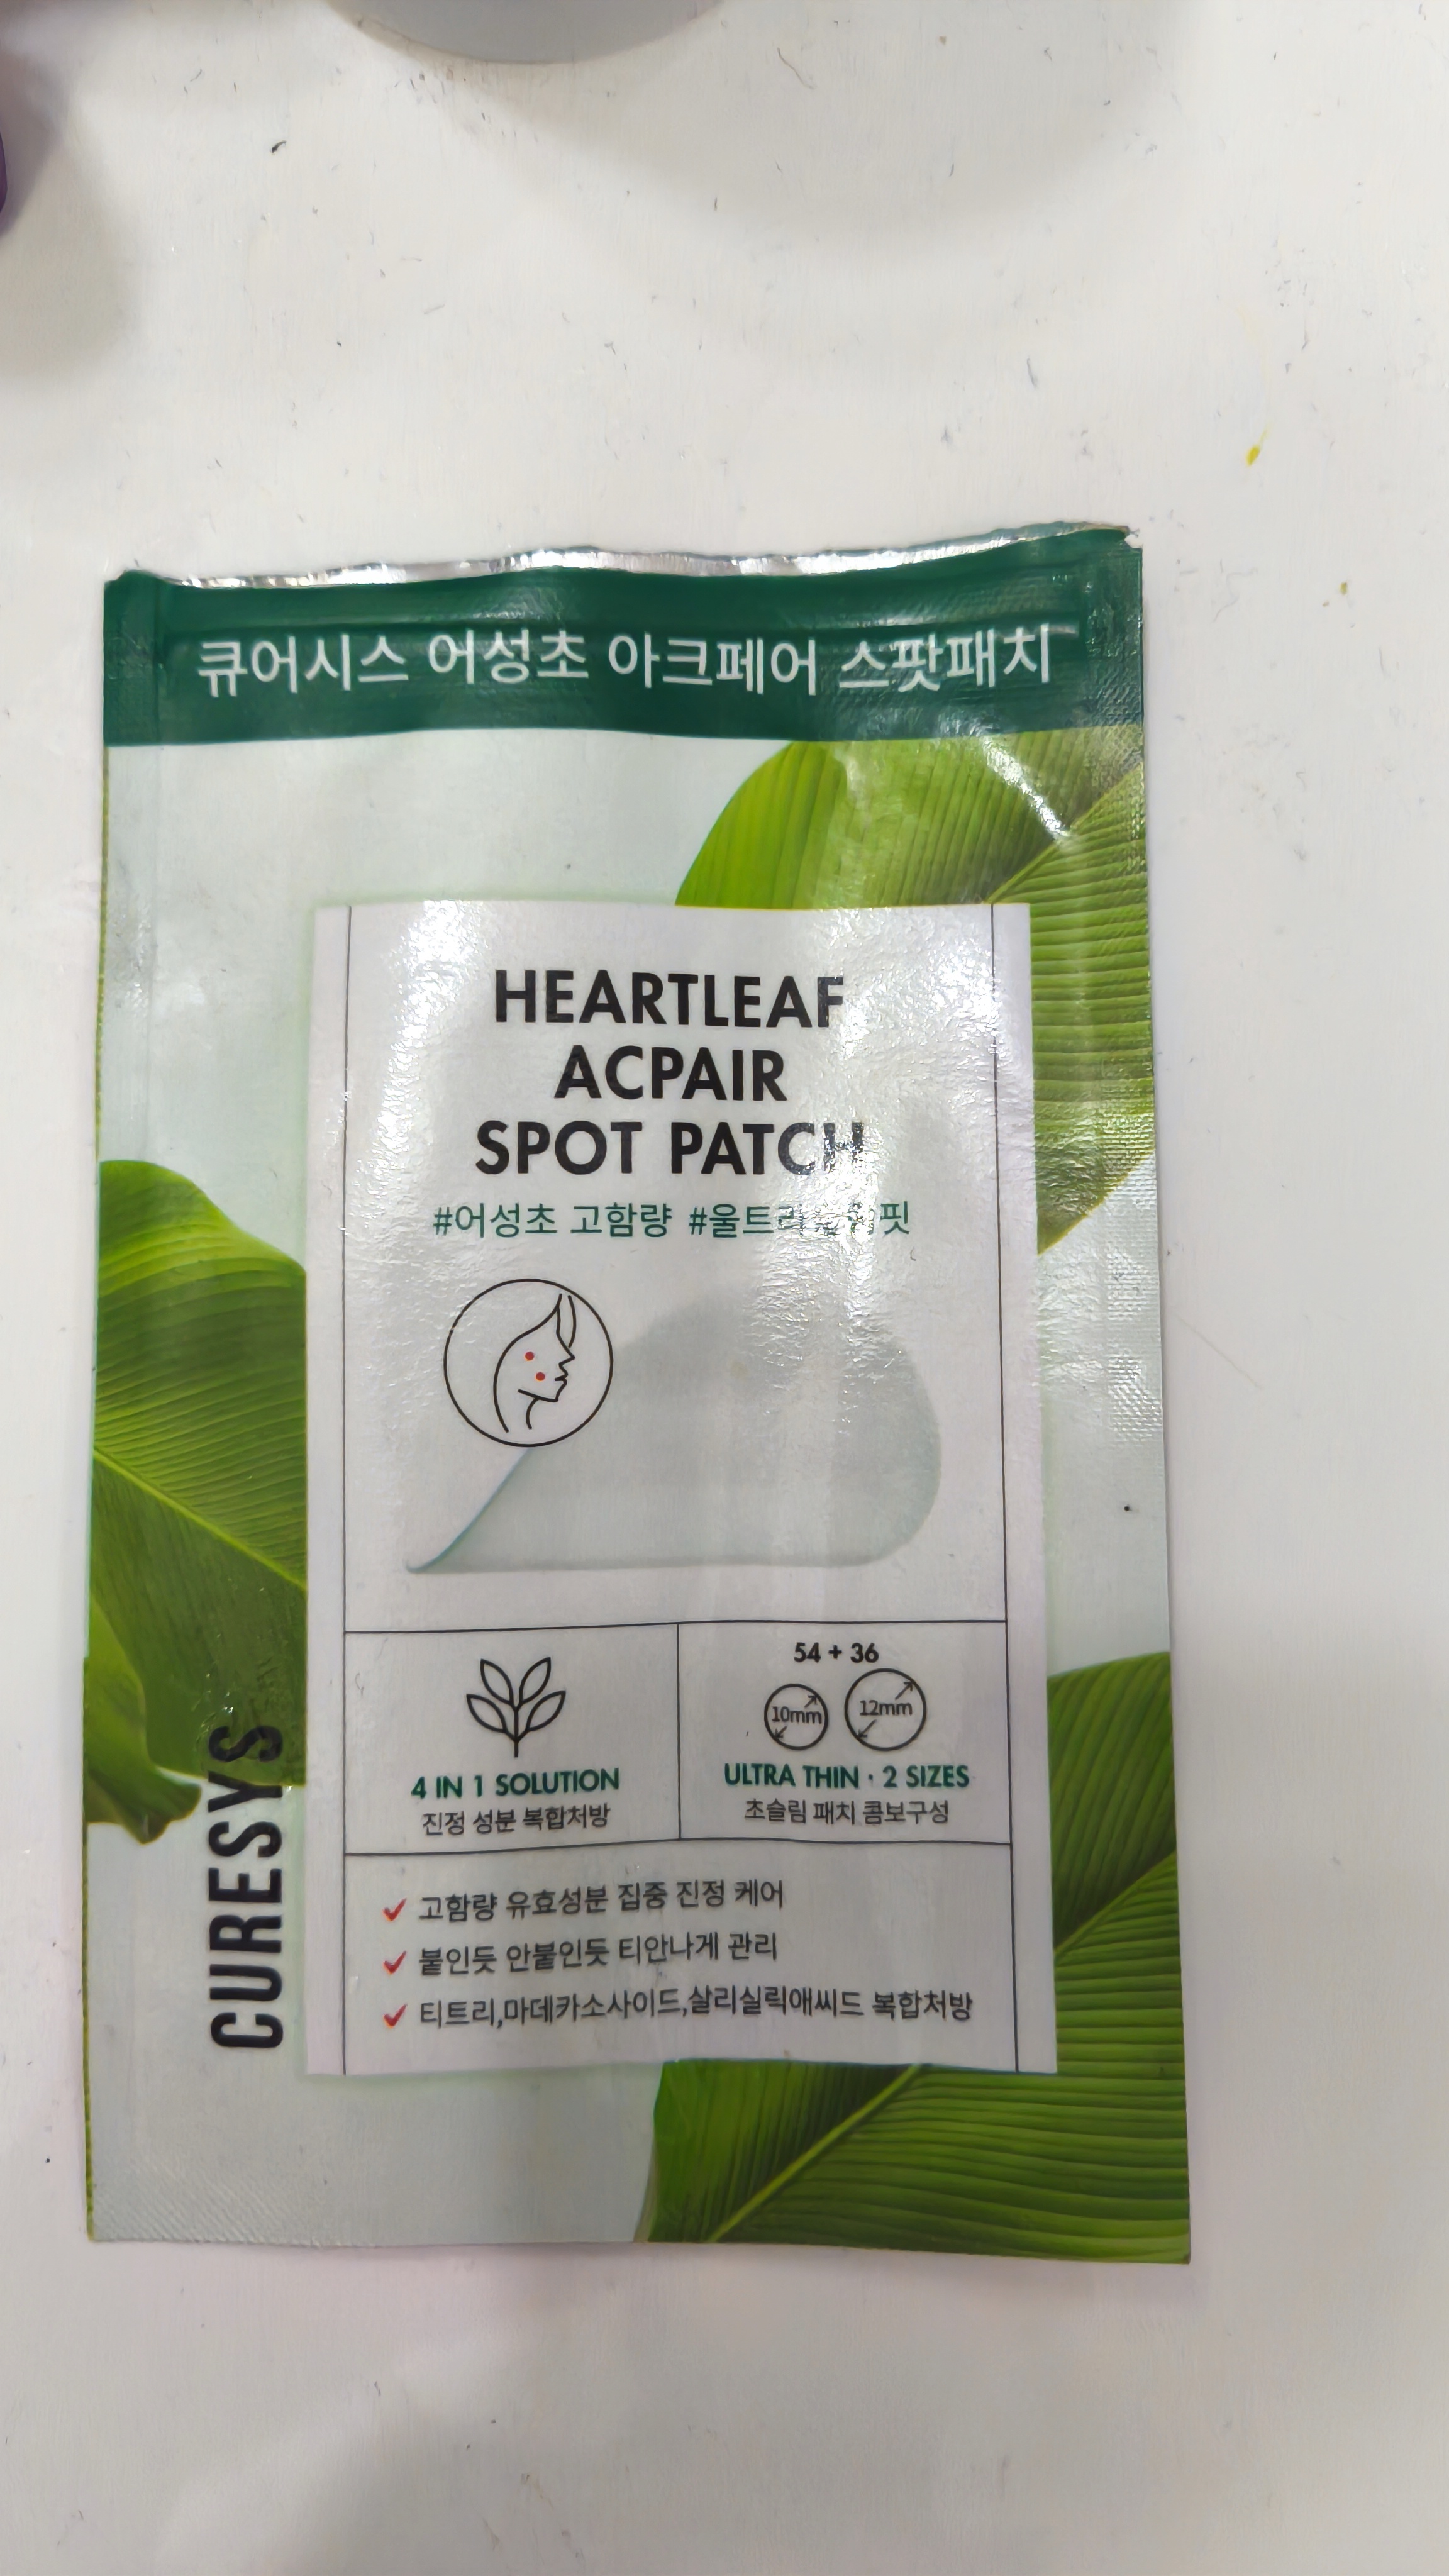 큐어시스 어성초 아크페어 스팟패치
HEARTLEAF
ACPAIR
SPOT PATCH
#어성초 고함량
54 + 36
10mm 12mm
4 IN 1 SOLUTION
진정 성분 복합처방
ULTRA THIN · 2 SIZES
초슬림 패치 콤보구성
고함량 유효성분 집중 진정 케어
붙인듯 안붙인듯 티안나게 관리
티트리,마데카소사이드,살리실릭애씨드 복합처방
CURESYS